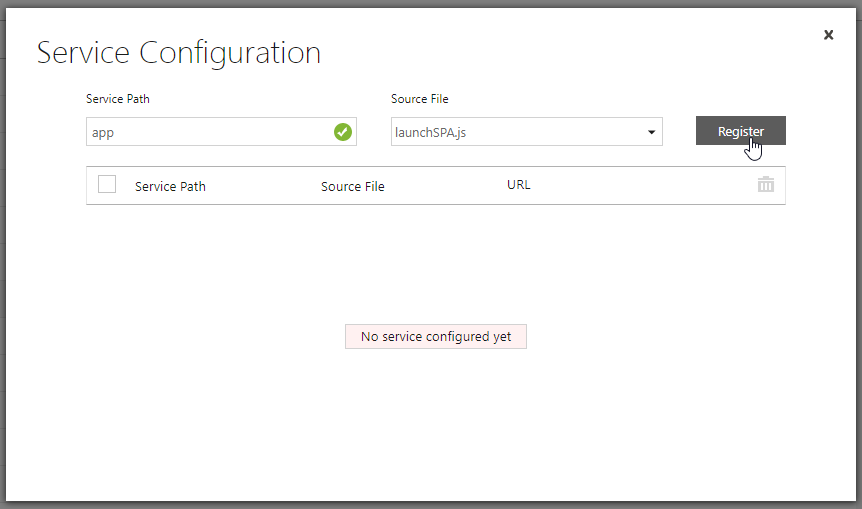 Service Configuration
Service Path
Source File
app
launchSPA.js
Register
Service Path
Source File
URL
No service configured yet